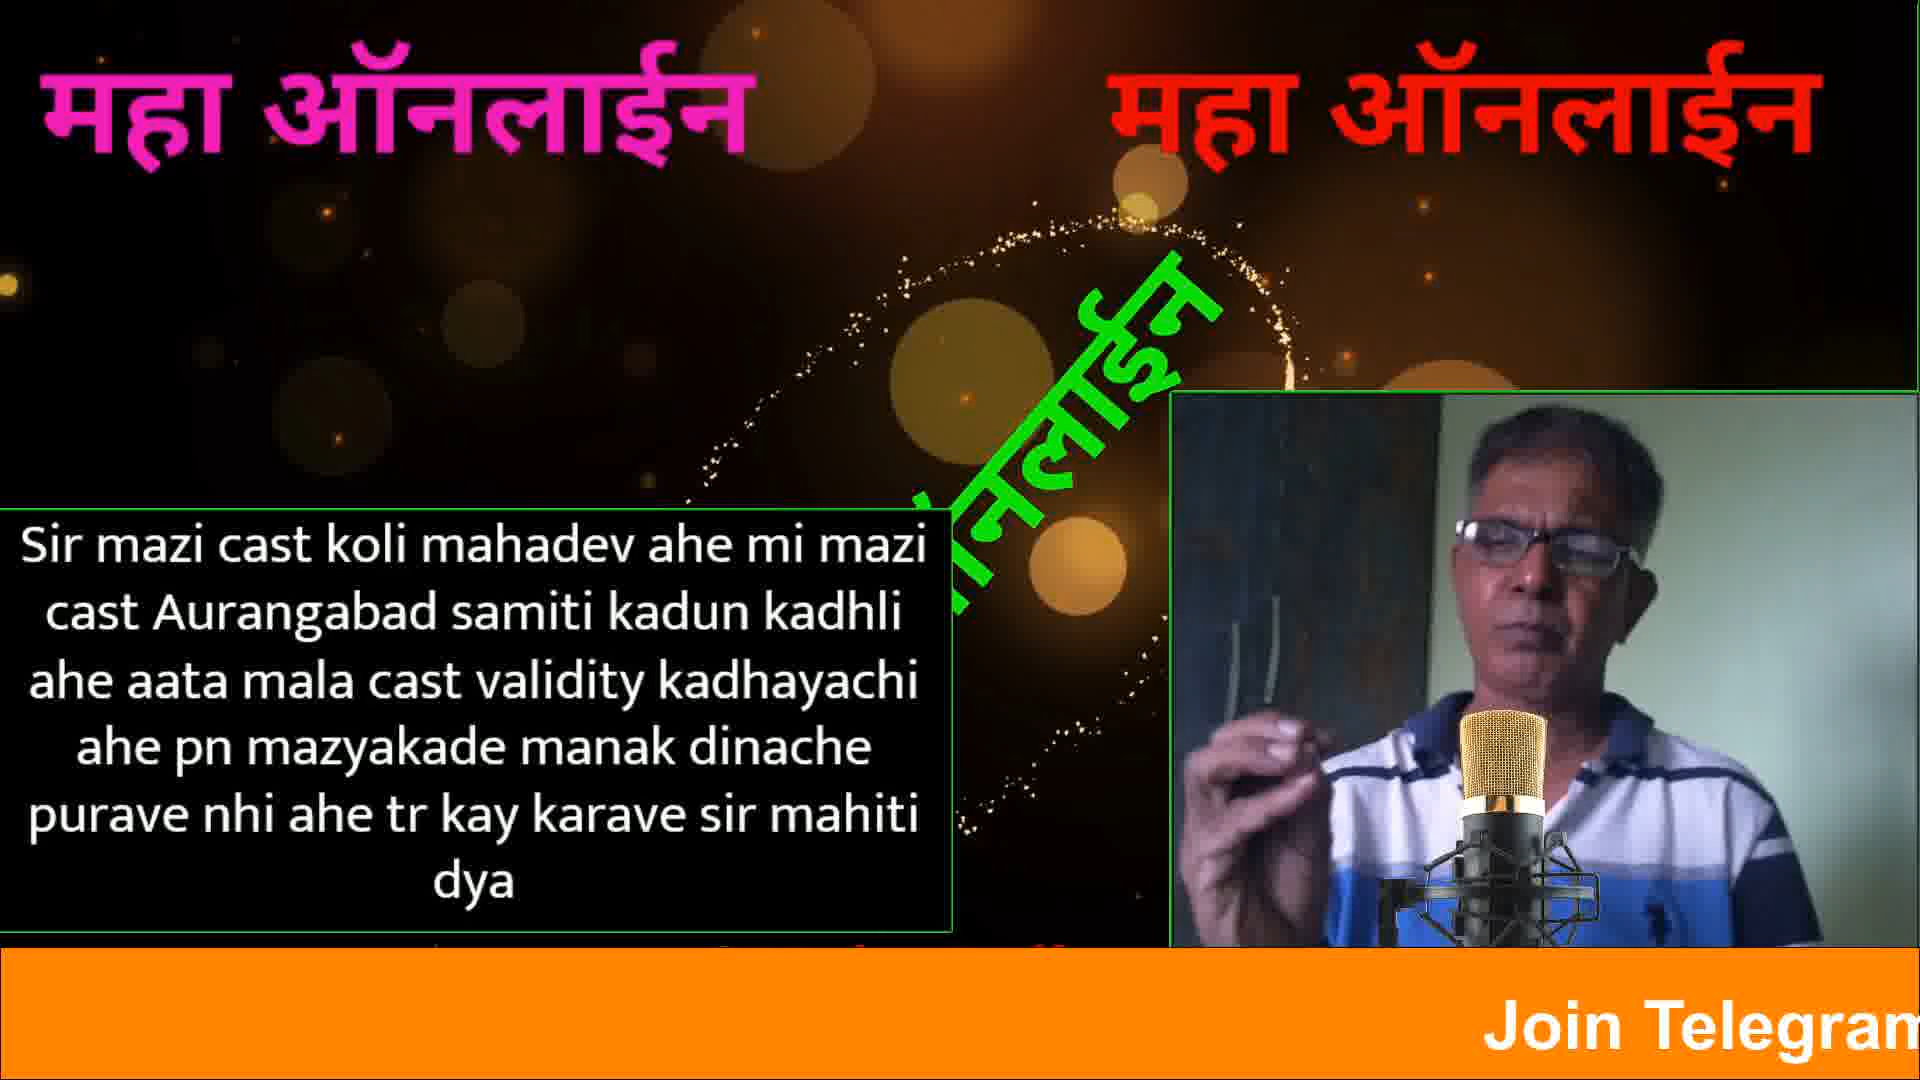 महा ऑनलाईन
महा ऑनलाईन
ऑनलाईन
Sir mazi cast koli mahadev ahe mi mazi
cast Aurangabad samiti kadun kadhli
ahe aata mala cast validity kadhayachi
ahe pn mazyakade manak dinache
purave nhi ahe tr kay karave sir mahiti
dya
Join Telegram